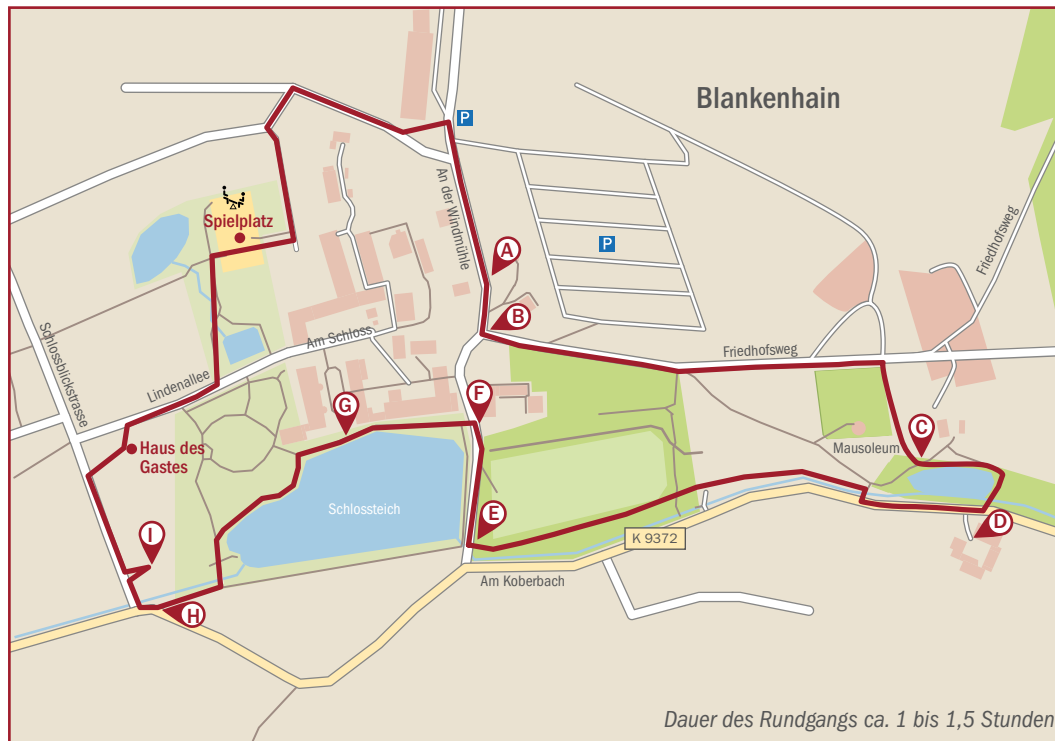 Blankenhain
P
An der Windmühle
Spielplatz
A
P
Friedhofsweg
B
Schlossblickstrasse
Am Schloss
Friedhofsweg
Lindenallee
G
F
C
Haus des
Gastes
Mausoleum
Schlossteich
E
D
K 9372
I
Am Koberbach
H
Dauer des Rundgangs ca. 1 bis 1,5 Stunden